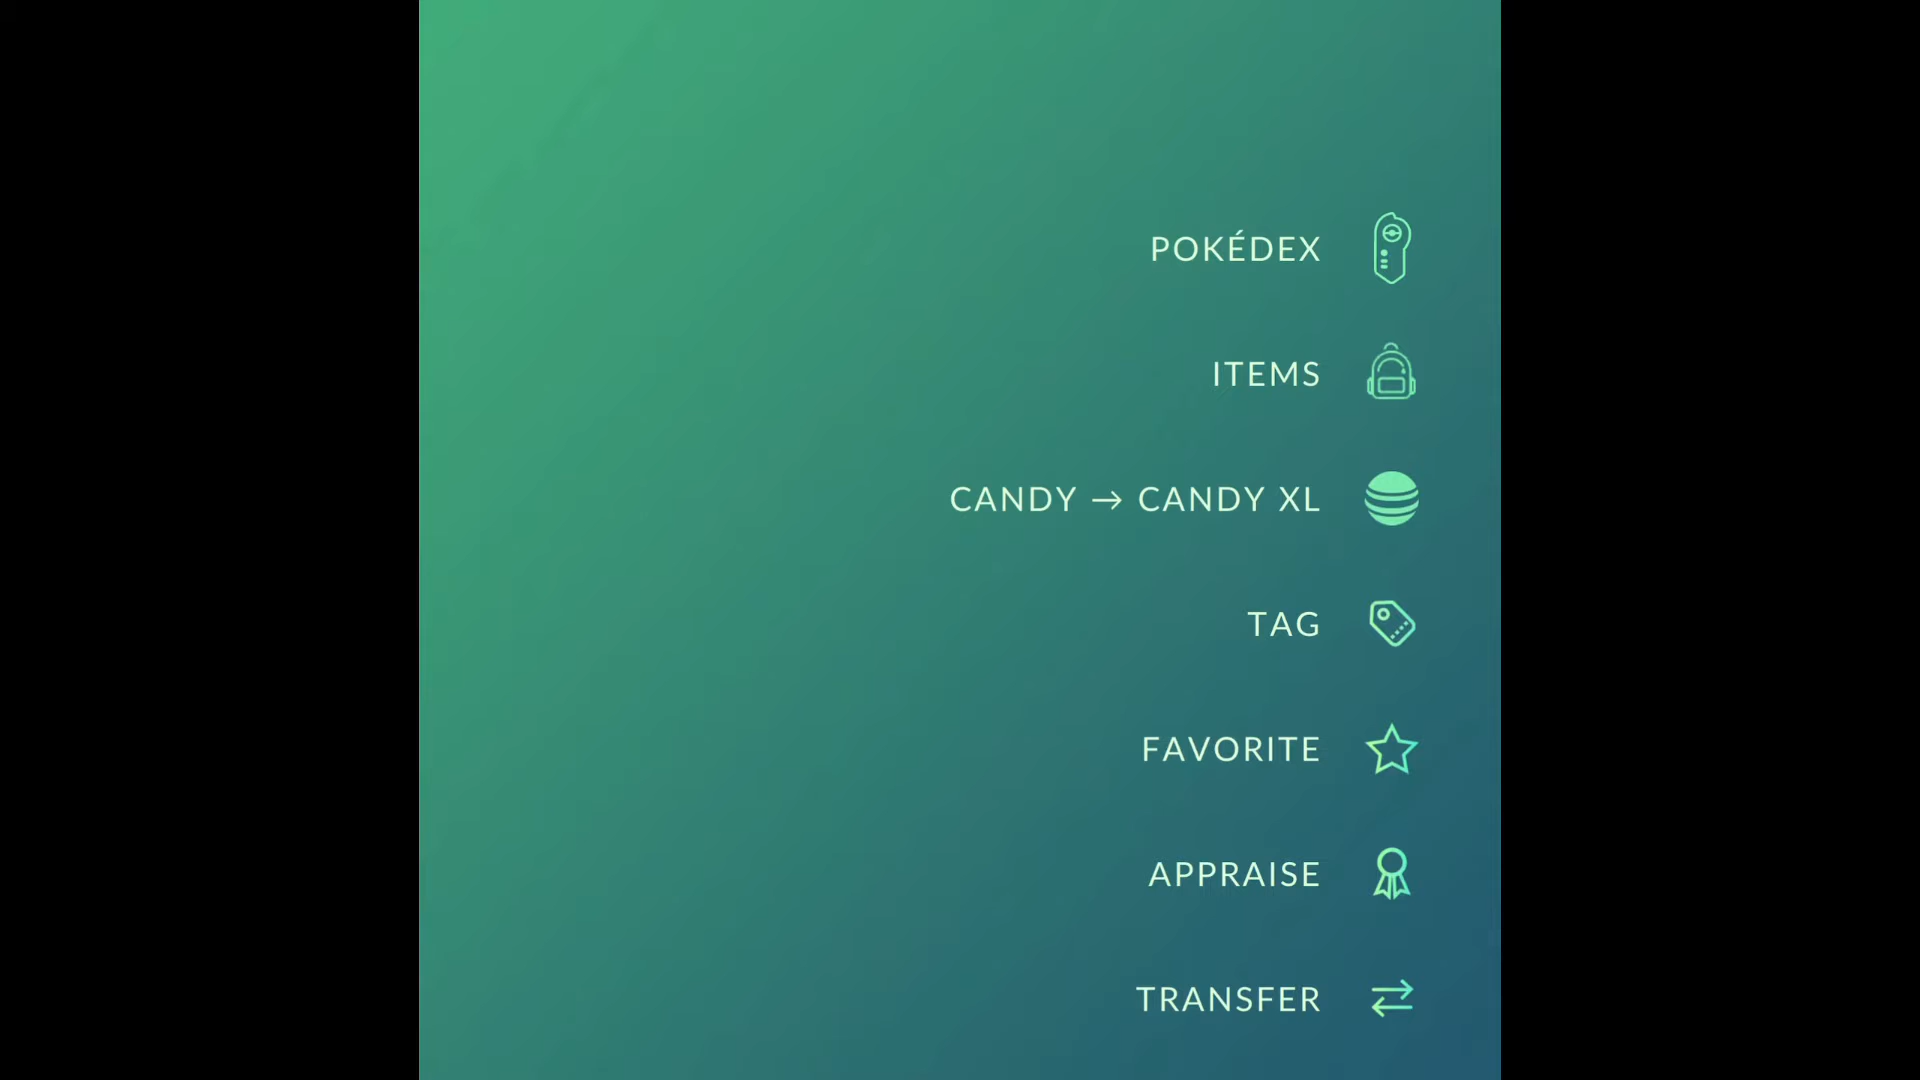 POKÉDEX
ITEMS
CANDY → CANDY XL
TAG
FAVORITE
APPRAISE
TRANSFER